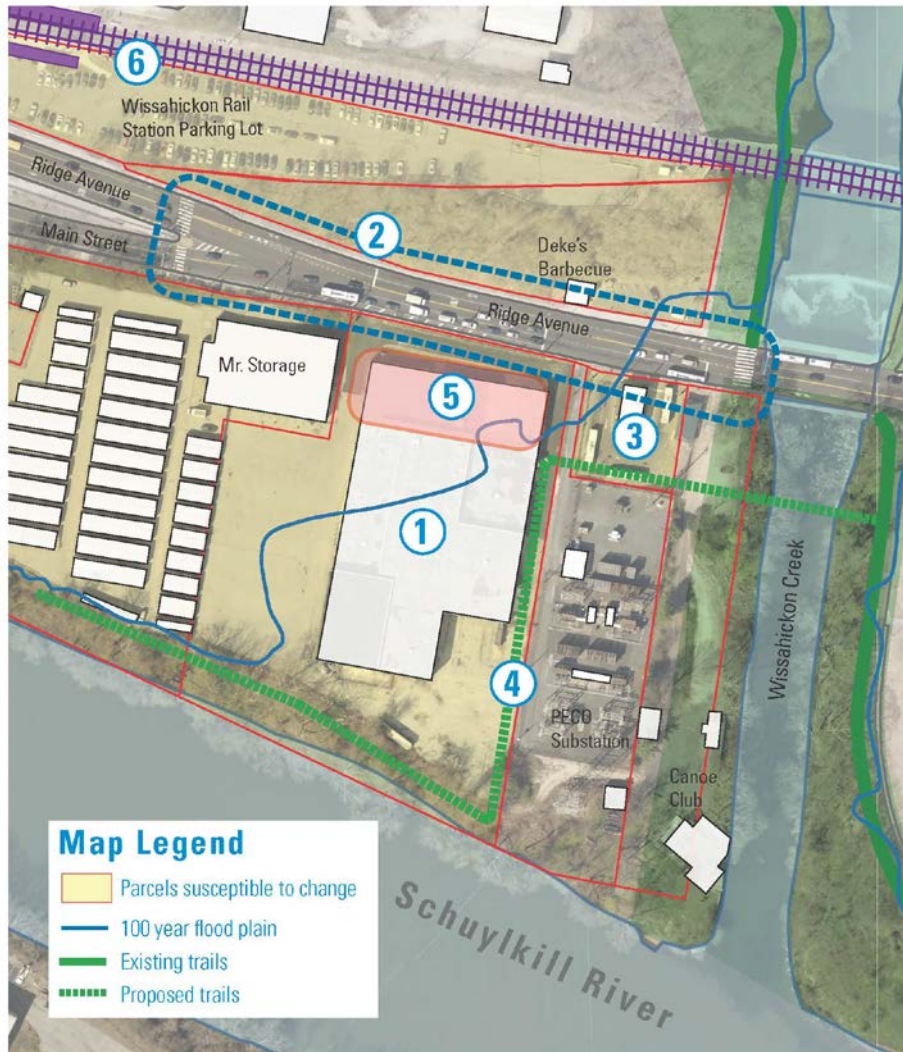 6
Wissahickon Rail
Station Parking Lot
Ridge Avenue
Main Street
2
Deke's
Barbecue
Ridge Avenue
Mr. Storage
5
3
1
Wissahickon Creek
4
PECO
Substation
Canoe
Club
Schuylkill River
Map Legend
Parcels susceptible to change
100 year flood plain
Existing trails
Proposed trails